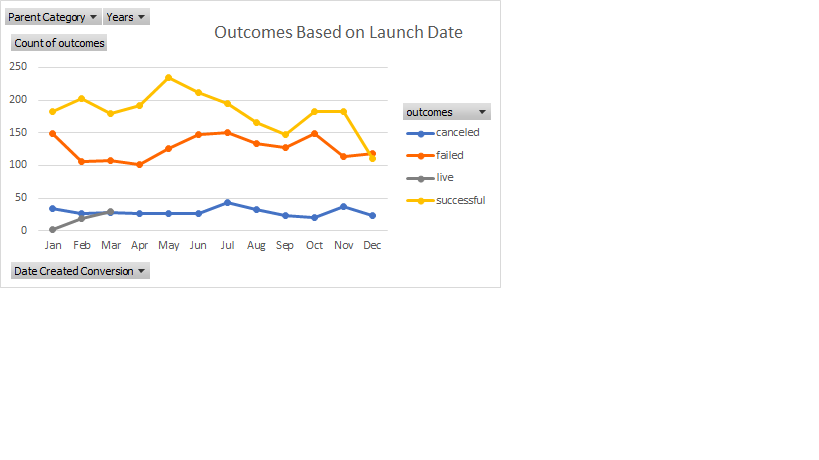 Parent Category Years
Outcomes Based on Launch Date
Count of outcomes
250
200
150
100
50
0
Jan Feb Mar Apr May Jun Jul Aug Sep Oct Nov Dec
outcomes
canceled
failed
live
successful
Date Created Conversion